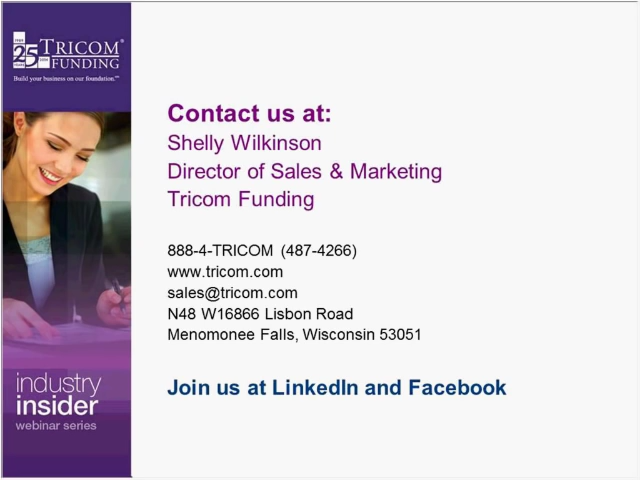 TRICOM®
25
FUNDING
Build your business on our foundation.℠
Contact us at:
Shelly Wilkinson
Director of Sales & Marketing
Tricom Funding
888-4-TRICOM (487-4266)
www.tricom.com
sales@tricom.com
N48 W16866 Lisbon Road
Menomonee Falls, Wisconsin 53051
Join us at LinkedIn and Facebook
industry
insider
webinar series